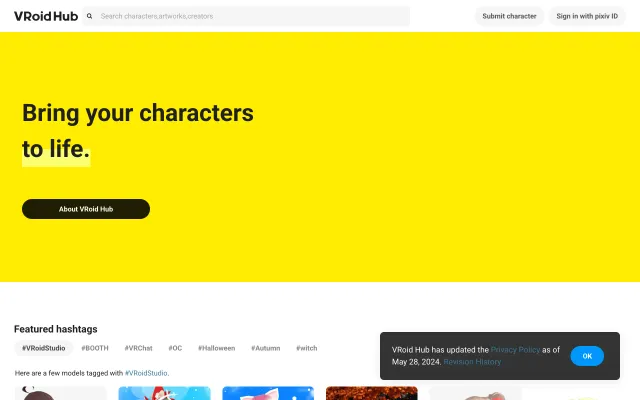 VRoid Hub
Search characters,artworks,creators
Submit character
Sign in with pixiv ID
Bring your characters
to life.
About VRoid Hub
Featured hashtags
#VRoidStudio #BOOTH #VRChat #OC #Halloween #Autumn #witch
Here are a few models tagged with #VRoidStudio.
VRoid Hub has updated the Privacy Policy as of
May 28, 2024. Revision History
OK